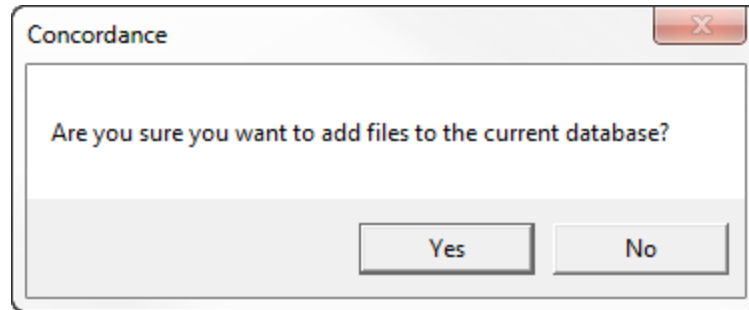 Concordance
Are you sure you want to add files to the current database?
Yes No